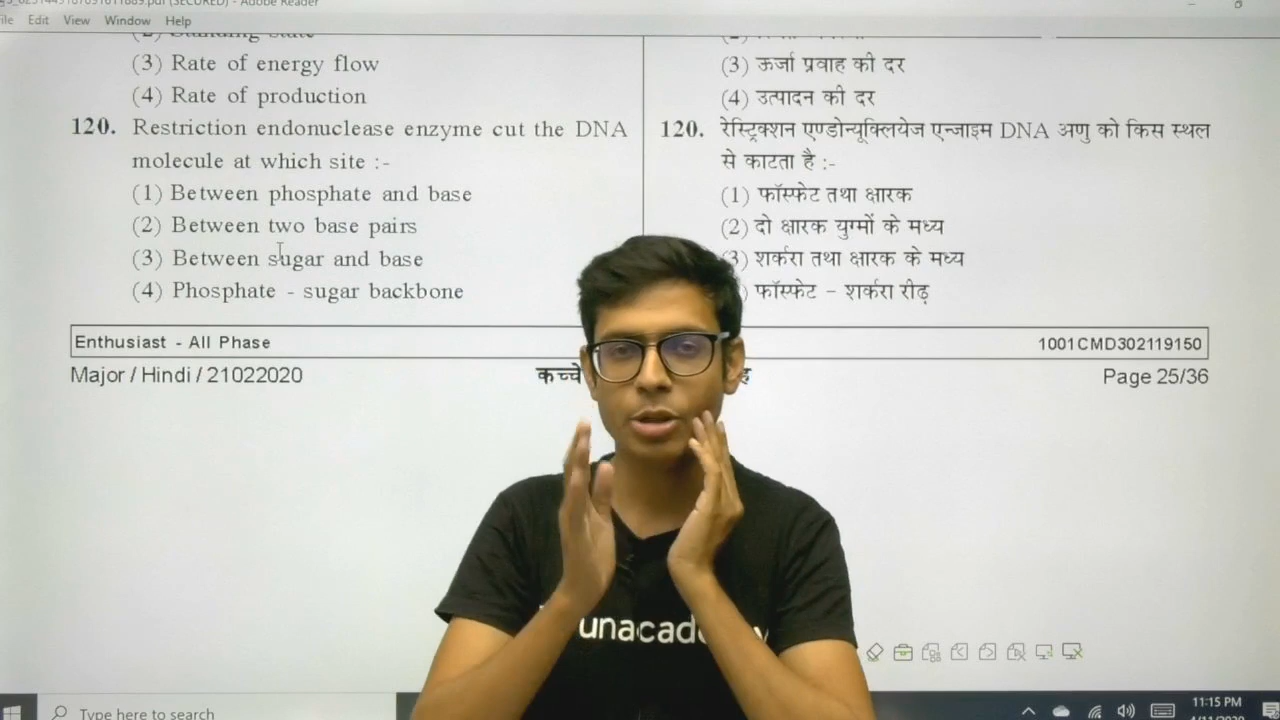 File Edit View Window Help
(3) Rate of energy flow
(4) Rate of production
120. Restriction endonuclease enzyme cut the DNA
molecule at which site :-
(1) Between phosphate and base
(2) Between two base pairs
(3) Between sugar and base
(4) Phosphate - sugar backbone
(3) ऊर्जा प्रवाह की दर
(4) उत्पादन की दर
120. रेस्ट्रिक्शन एण्डोन्यूक्लियेज एन्जाइम DNA अणु को किस स्थल
से काटता है :-
(1) फॉस्फेट तथा क्षारक
(2) दो क्षारक युग्मों के मध्य
(3) शर्करा तथा क्षारक के मध्य
फॉस्फेट - शर्करा रीढ़
Enthusiast - All Phase
1001CMD302119150
Major / Hindi / 21022020
कच्चे
Page 25/36
unacademy
Type here to search
11:15 PM